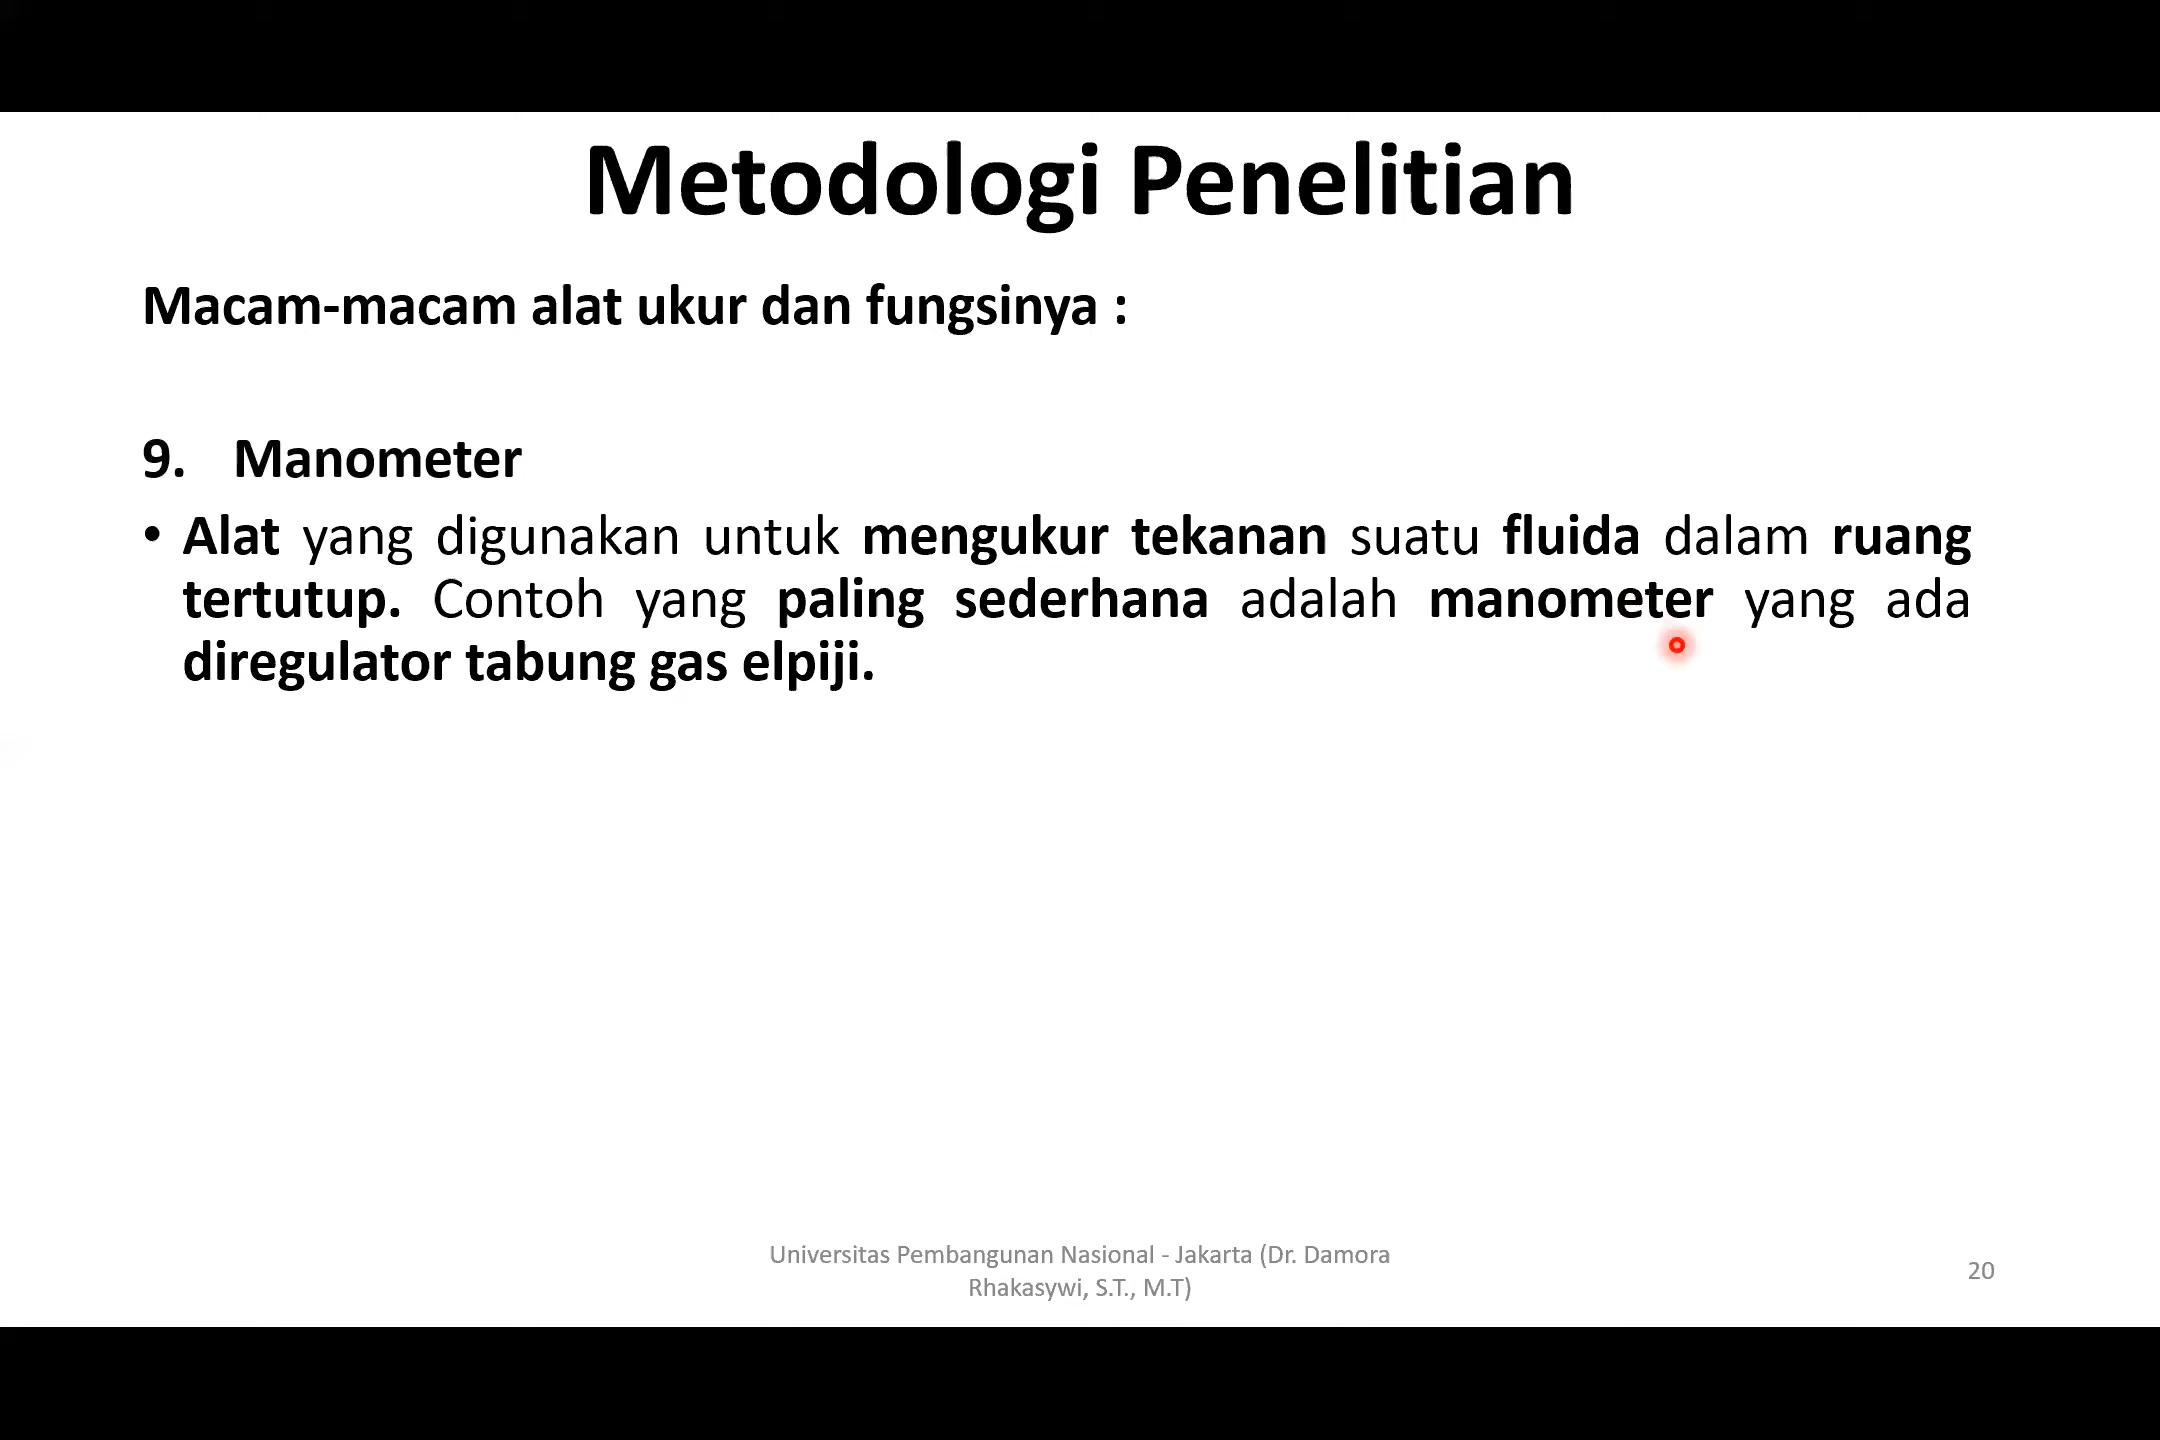 Metodologi Penelitian
Macam-macam alat ukur dan fungsinya :
9. Manometer
• Alat yang digunakan untuk mengukur tekanan suatu fluida dalam ruang
tertutup. Contoh yang paling sederhana adalah manometer yang ada
diregulator tabung gas elpiji.
Universitas Pembangunan Nasional - Jakarta (Dr. Damora
Rhakasywi, S.T., M.T)
20